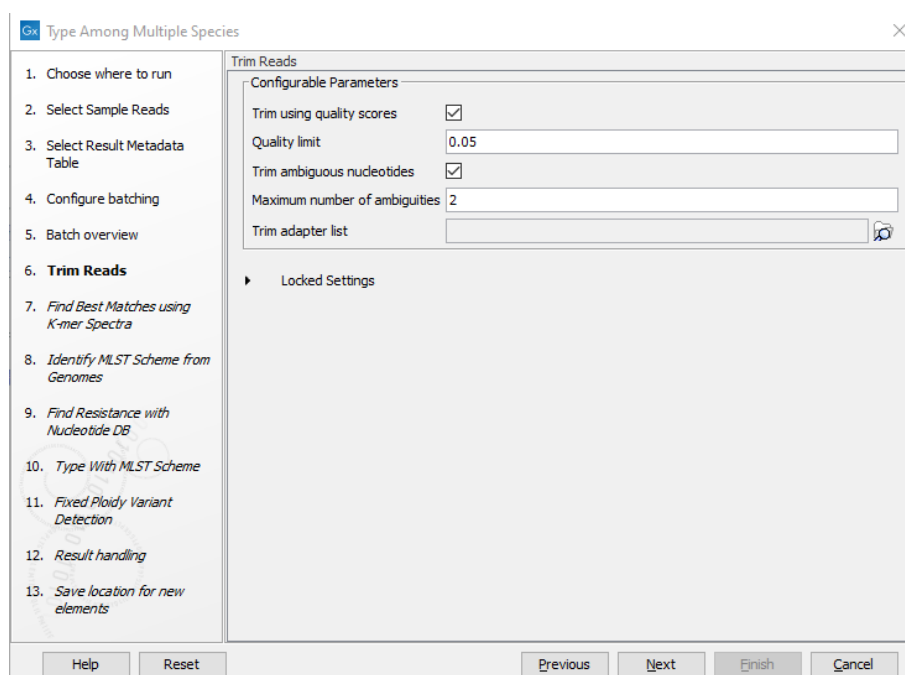 Gx Type Among Multiple Species
1. Choose where to run
2. Select Sample Reads
3. Select Result Metadata
Table
4. Configure batching
5. Batch overview
6. Trim Reads
7. Find Best Matches using
K-mer Spectra
8. Identify MLST Scheme from
Genomes
9. Find Resistance with
Nucleotide DB
10. Type With MLST Scheme
11. Fixed Ploidy Variant
Detection
12. Result handling
13. Save location for new
elements
Trim Reads
Configurable Parameters
Trim using quality scores
Quality limit 0.05
Trim ambiguous nucleotides
Maximum number of ambiguities 2
Trim adapter list
Locked Settings
Help Reset Previous Next Finish Cancel